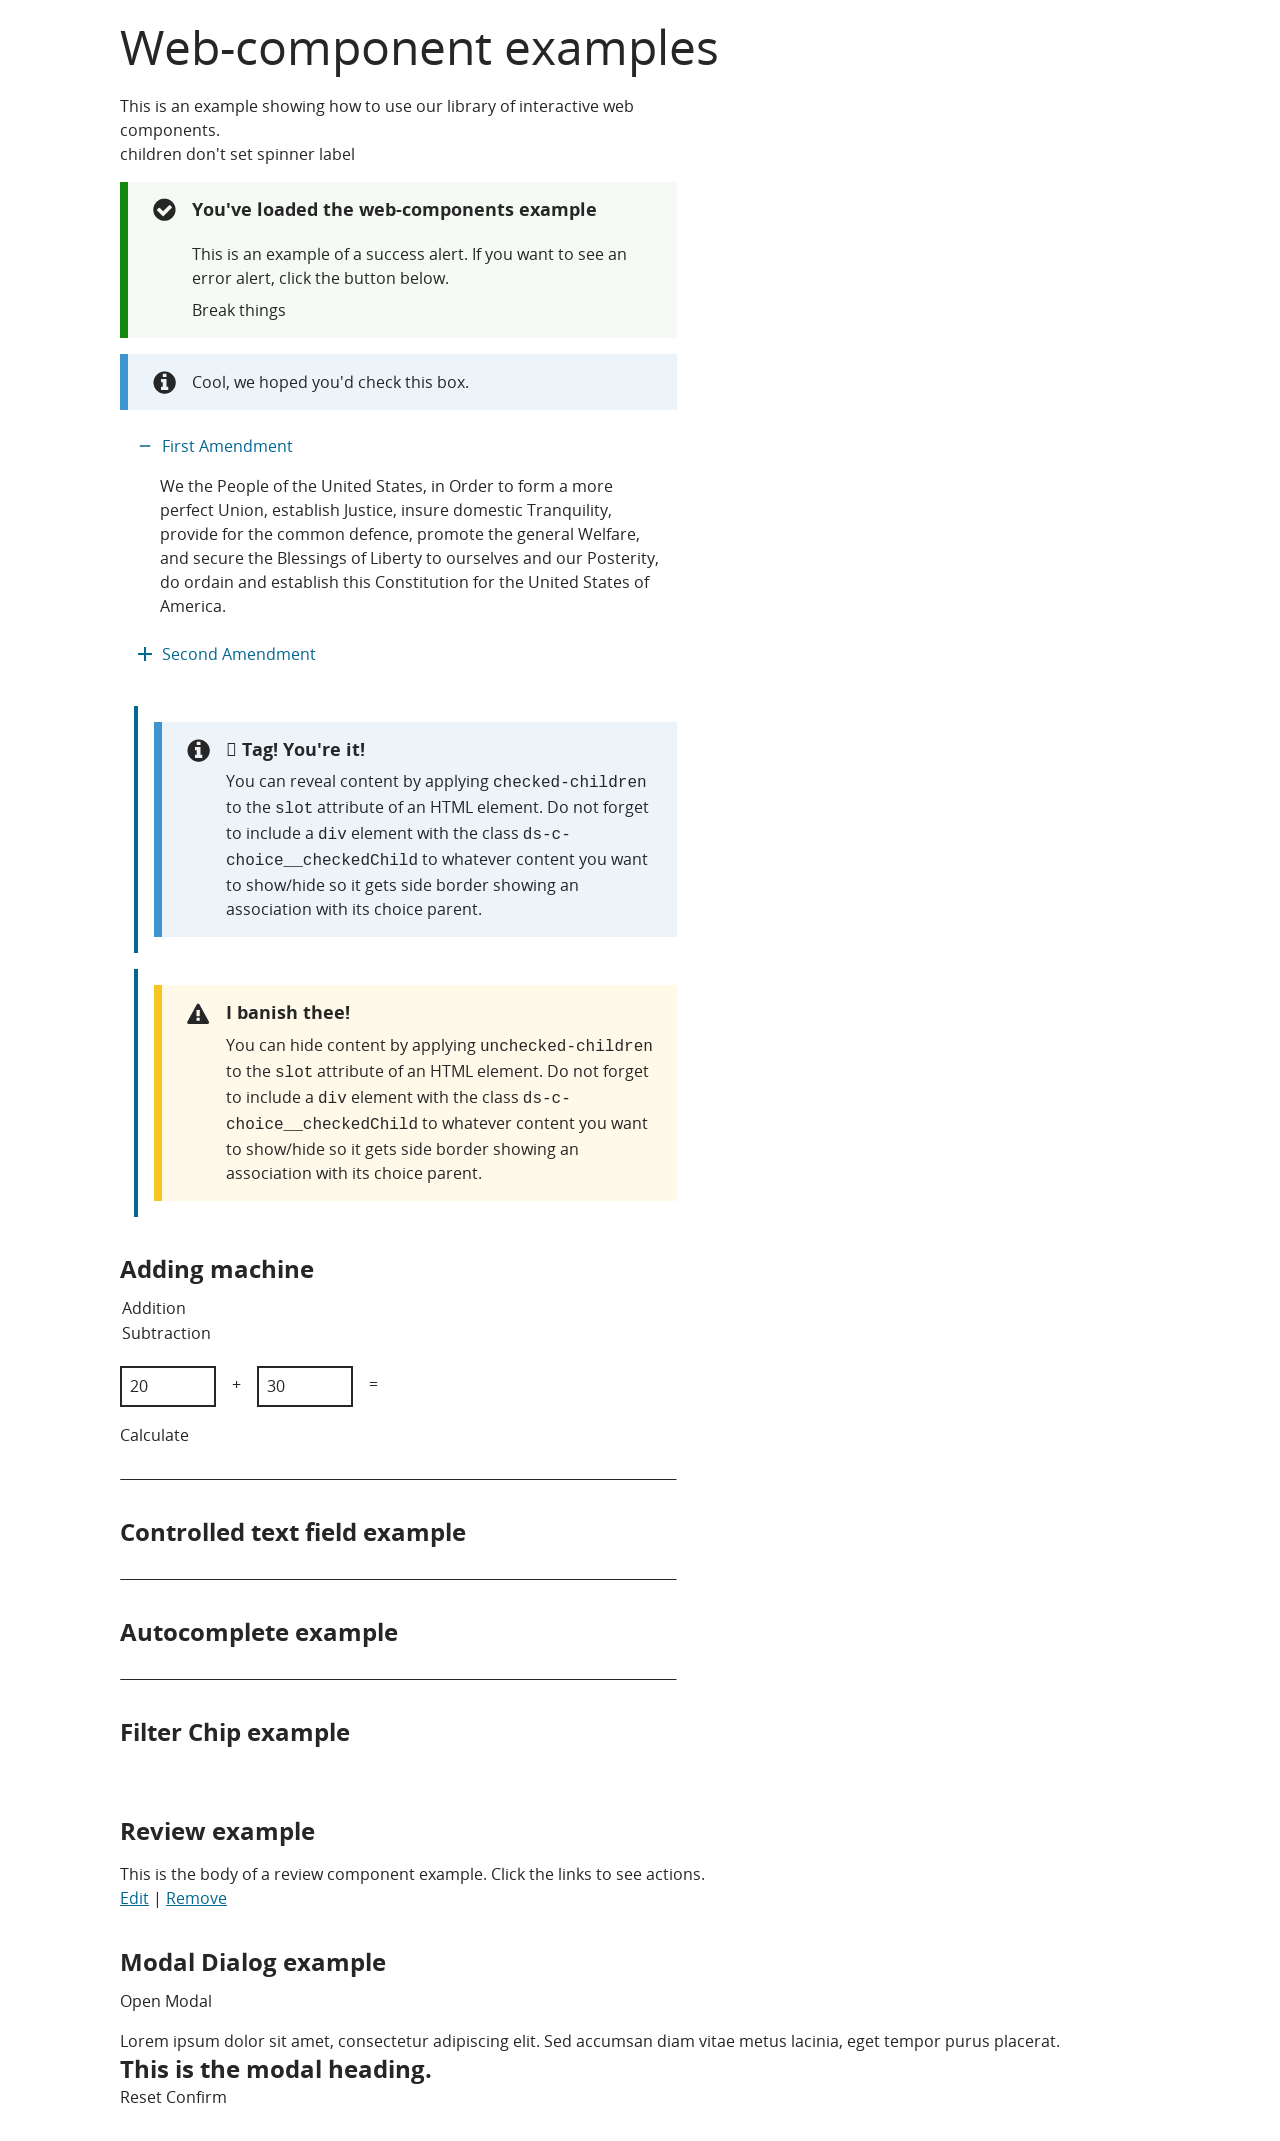 Web-component examples
This is an example showing how to use our library of interactive web
components.
children don't set spinner label
You've loaded the web-components example
This is an example of a success alert. If you want to see an
error alert, click the button below.
Break things
Cool, we hoped you'd check this box.
First Amendment
We the People of the United States, in Order to form a more
perfect Union, establish Justice, insure domestic Tranquility,
provide for the common defence, promote the general Welfare,
and secure the Blessings of Liberty to ourselves and our Posterity,
do ordain and establish this Constitution for the United States of
America.
Second Amendment
Tag! You're it!
You can reveal content by applying checked-children
to the slot attribute of an HTML element. Do not forget
to include a div element with the class ds-c-
choice__checkedChild to whatever content you want
to show/hide so it gets side border showing an
association with its choice parent.
I banish thee!
You can hide content by applying unchecked-children
to the slot attribute of an HTML element. Do not forget
to include a div element with the class ds-c-
choice__checkedChild to whatever content you want
to show/hide so it gets side border showing an
association with its choice parent.
Adding machine
Addition
Subtraction
20 + 30 =
Calculate
Controlled text field example
Autocomplete example
Filter Chip example
Review example
This is the body of a review component example. Click the links to see actions.
Edit | Remove
Modal Dialog example
Open Modal
Lorem ipsum dolor sit amet, consectetur adipiscing elit. Sed accumsan diam vitae metus lacinia, eget tempor purus placerat.
This is the modal heading.
Reset Confirm